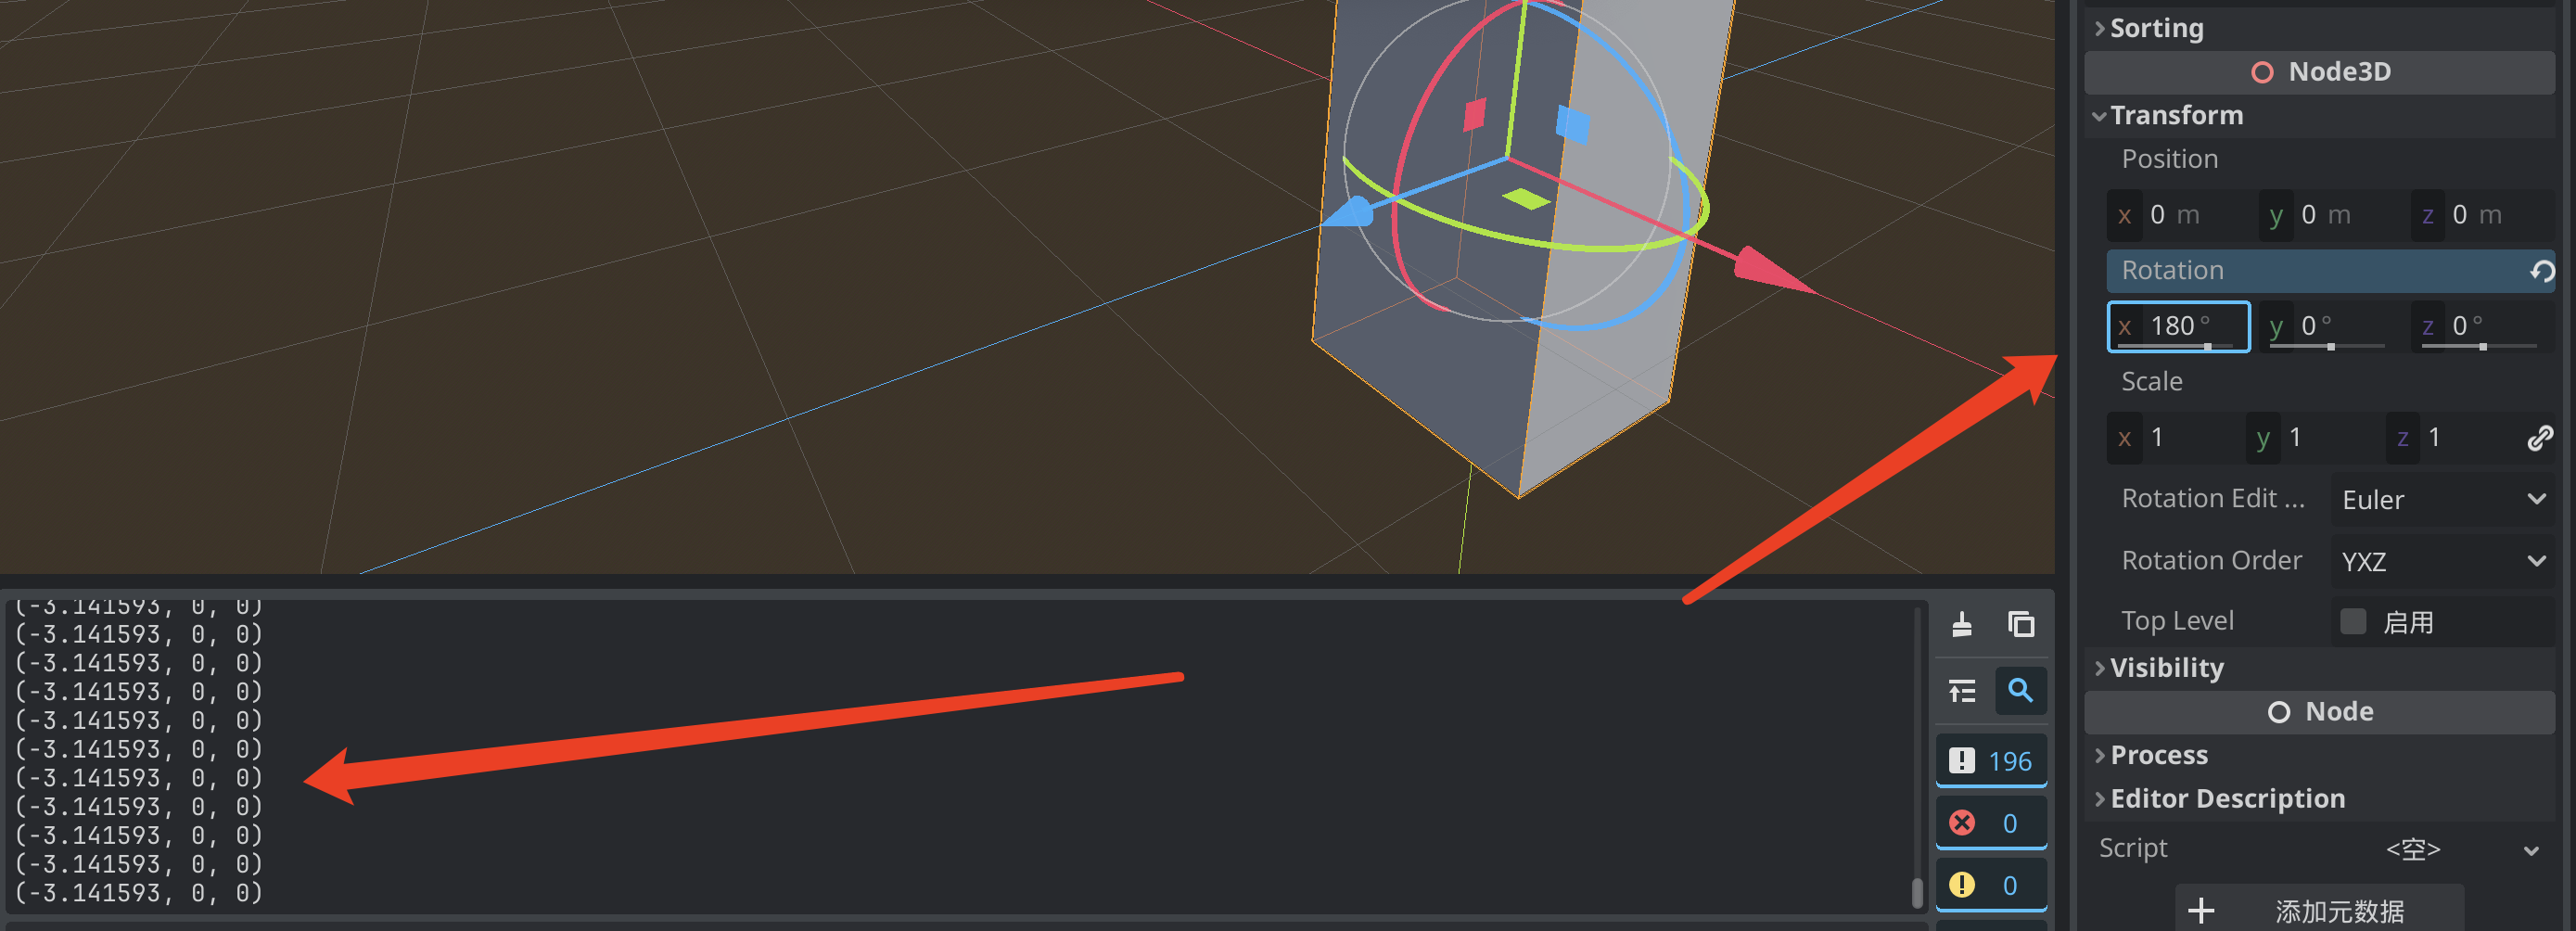 Sorting
Node3D
Transform
Position
x 0 m y 0 m z 0 m
Rotation
x 180 ° y 0 ° z 0 °
Scale
x 1 y 1 z 1
Rotation Edit ... Euler
Rotation Order YXZ
Top Level 启用
Visibility
Node
Process
Editor Description
Script <空>
添加元数据
(-3.141593, 0, 0)
(-3.141593, 0, 0)
(-3.141593, 0, 0)
(-3.141593, 0, 0)
(-3.141593, 0, 0)
(-3.141593, 0, 0)
(-3.141593, 0, 0)
(-3.141593, 0, 0)
(-3.141593, 0, 0)
(-3.141593, 0, 0)
(-3.141593, 0, 0)
196
0
0